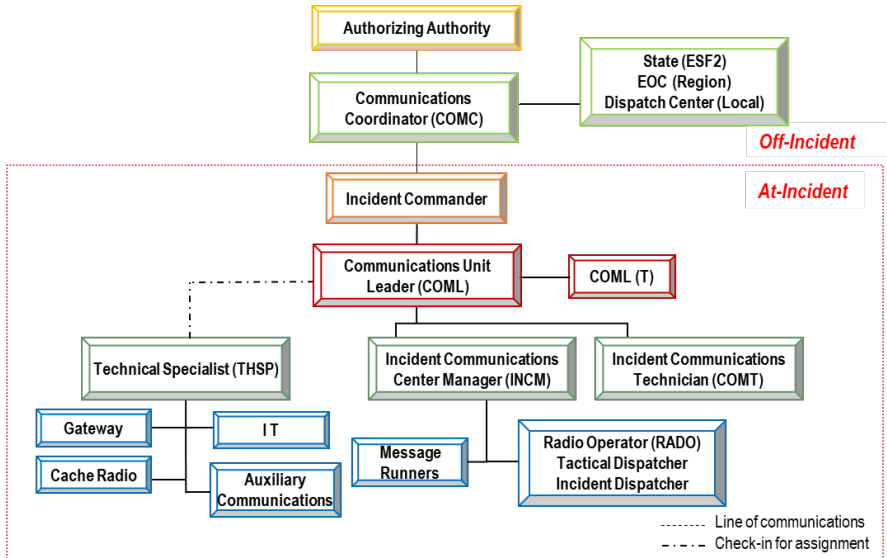 Authorizing Authority
State (ESF2)
EOC (Region)
Dispatch Center (Local)
Communications
Coordinator (COMC)
Off-Incident
At-Incident
Incident Commander
Communications Unit
Leader (COML)
COML (T)
Technical Specialist (THSP)
Incident Communications
Center Manager (INCM)
Incident Communications
Technician (COMT)
Gateway
I T
Cache Radio
Auxiliary
Communications
Message
Runners
Radio Operator (RADO)
Tactical Dispatcher
Incident Dispatcher
Line of communications
Check-in for assignment